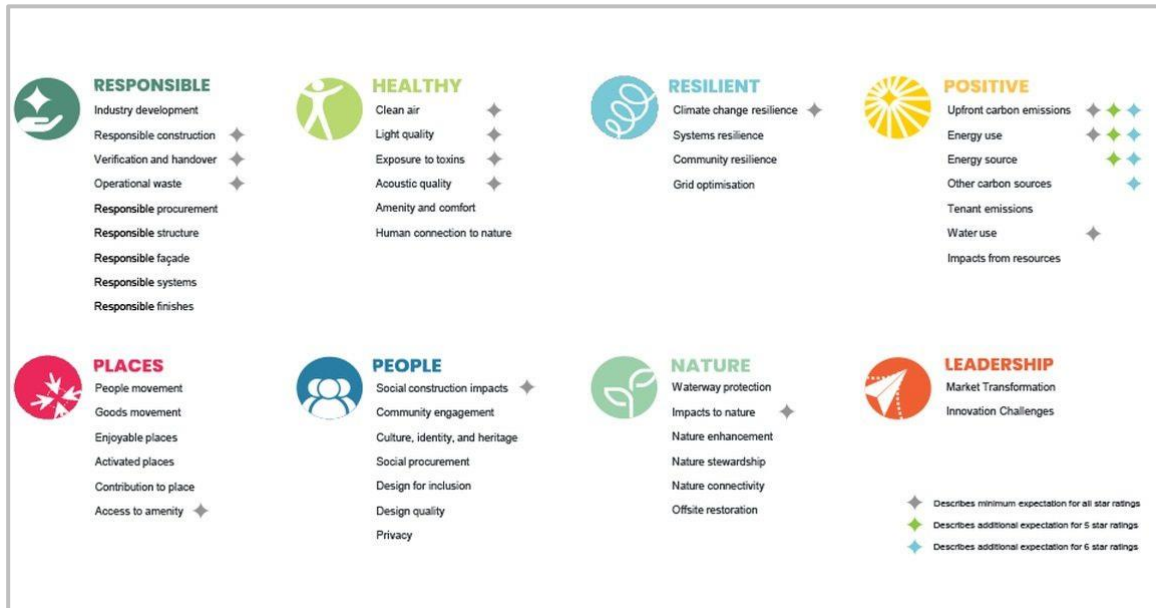 RESPONSIBLE
Industry development
Responsible construction
Verification and handover
Operational waste
Responsible procurement
Responsible structure
Responsible façade
Responsible systems
Responsible finishes
HEALTHY
Clean air
Light quality
Exposure to toxins
Acoustic quality
Amenity and comfort
Human connection to nature
RESILIENT
Climate change resilience
Systems resilience
Community resilience
Grid optimisation
POSITIVE
Upfront carbon emissions
Energy use
Energy source
Other carbon sources
Tenant emissions
Water use
Impacts from resources
PLACES
People movement
Goods movement
Enjoyable places
Activated places
Contribution to place
Access to amenity
PEOPLE
Social construction impacts
Community engagement
Culture, identity, and heritage
Social procurement
Design for inclusion
Design quality
Privacy
NATURE
Waterway protection
Impacts to nature
Nature enhancement
Nature stewardship
Nature connectivity
Offsite restoration
LEADERSHIP
Market Transformation
Innovation Challenges
Describes minimum expectation for all star ratings
Describes additional expectation for 5 star ratings
Describes additional expectation for 6 star ratings